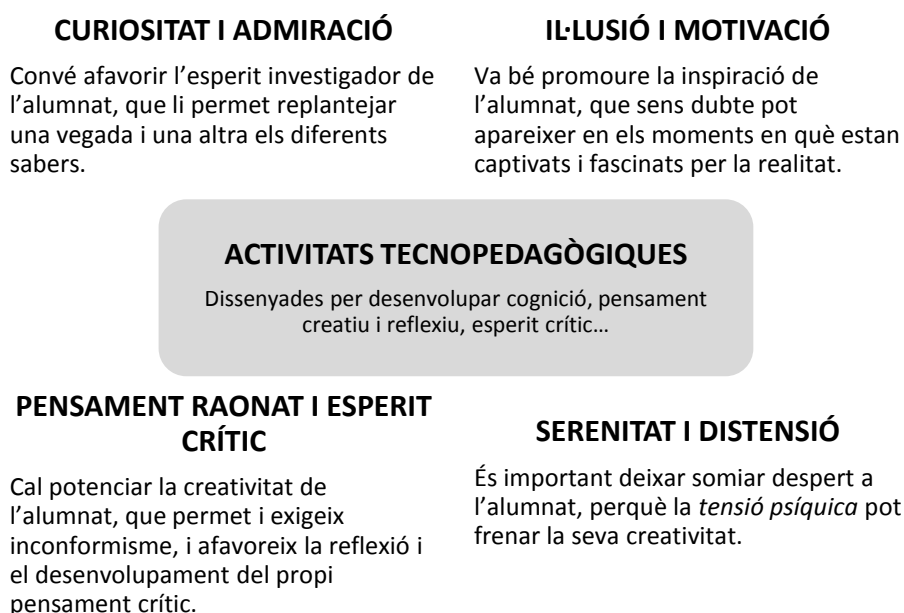 CURIOSITAT I ADMIRACIÓ
Convé afavorir l'esperit investigador de
l'alumnat, que li permet replantejar
una vegada i una altra els diferents
sabers.
IL·LUSIÓ I MOTIVACIÓ
Va bé promoure la inspiració de
l'alumnat, que sens dubte pot
apareixer en els moments en què estan
captivats i fascinats per la realitat.
ACTIVITATS TECNOPEDAGÒGIQUES
Dissenyades per desenvolupar cognició, pensament
creatiu i reflexiu, esperit crític...
PENSAMENT RAONAT I ESPERIT
CRÍTIC
Cal potenciar la creativitat de
l'alumnat, que permet i exigeix
inconformisme, i afavoreix la reflexió i
el desenvolupament del propi
pensament crític.
SERENITAT I DISTENSIÓ
És important deixar somiar despert a
l'alumnat, perquè la tensió psíquica pot
frenar la seva creativitat.